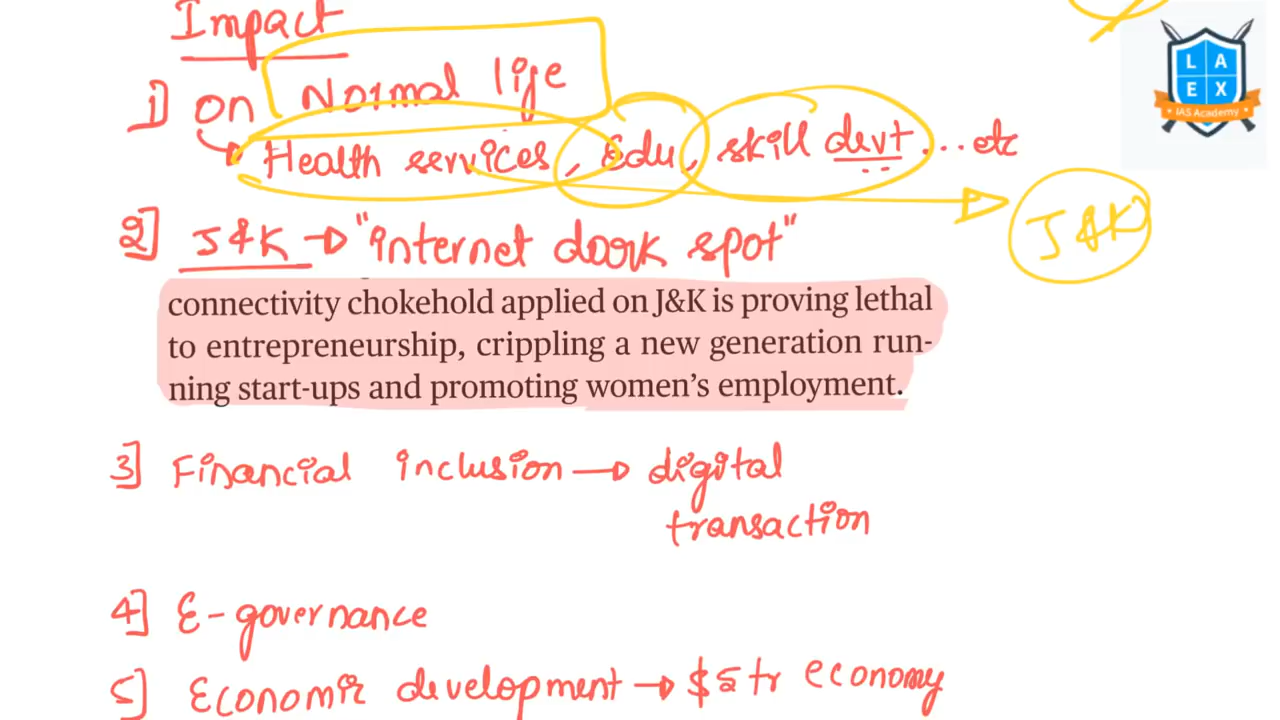 Impact
1] on Normal life
Health services, Edu, skill devt...etc
J&K
2] J&K → "internet dark spot"
connectivity chokehold applied on J&K is proving lethal
to entrepreneurship, crippling a new generation run-
ning start-ups and promoting women's employment.
3] Financial inclusion → digital
transaction
4] E-governance
5] Economic development → $5tr economy
L A
E X
IAS Academy